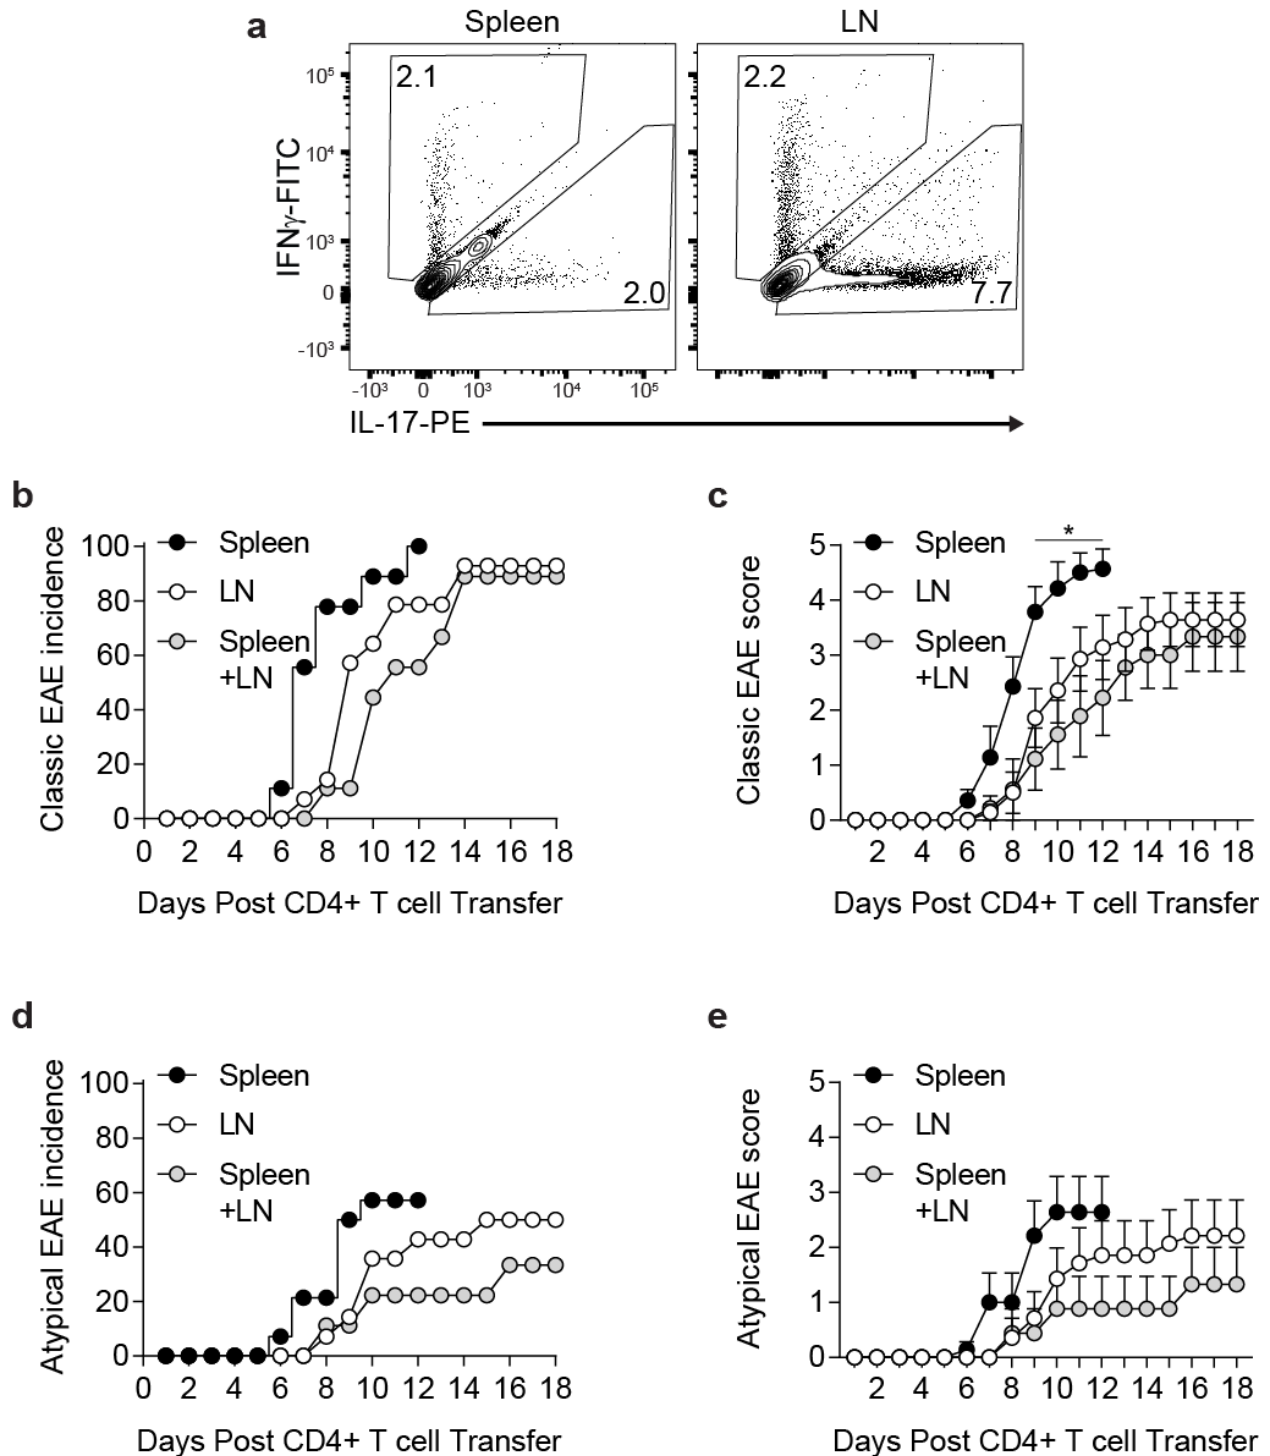 a
Spleen
LN
IFNγ-FITC
10⁵
10⁴
10³
0
-10³
2.1
2.0
2.2
7.7
-10³ 0 10³ 10⁴ 10⁵
IL-17-PE
b
Classic EAE incidence
100
80
60
40
20
0
Spleen
LN
Spleen
+LN
0 2 4 6 8 10 12 14 16 18
Days Post CD4+ T cell Transfer
c
Classic EAE score
5
4
3
2
1
0
Spleen
LN
Spleen
+LN
*
2 4 6 8 10 12 14 16 18
Days Post CD4+ T cell Transfer
d
Atypical EAE incidence
100
80
60
40
20
0
Spleen
LN
Spleen
+LN
0 2 4 6 8 10 12 14 16 18
Days Post CD4+ T cell Transfer
e
Atypical EAE score
5
4
3
2
1
0
Spleen
LN
Spleen
+LN
2 4 6 8 10 12 14 16 18
Days Post CD4+ T cell Transfer